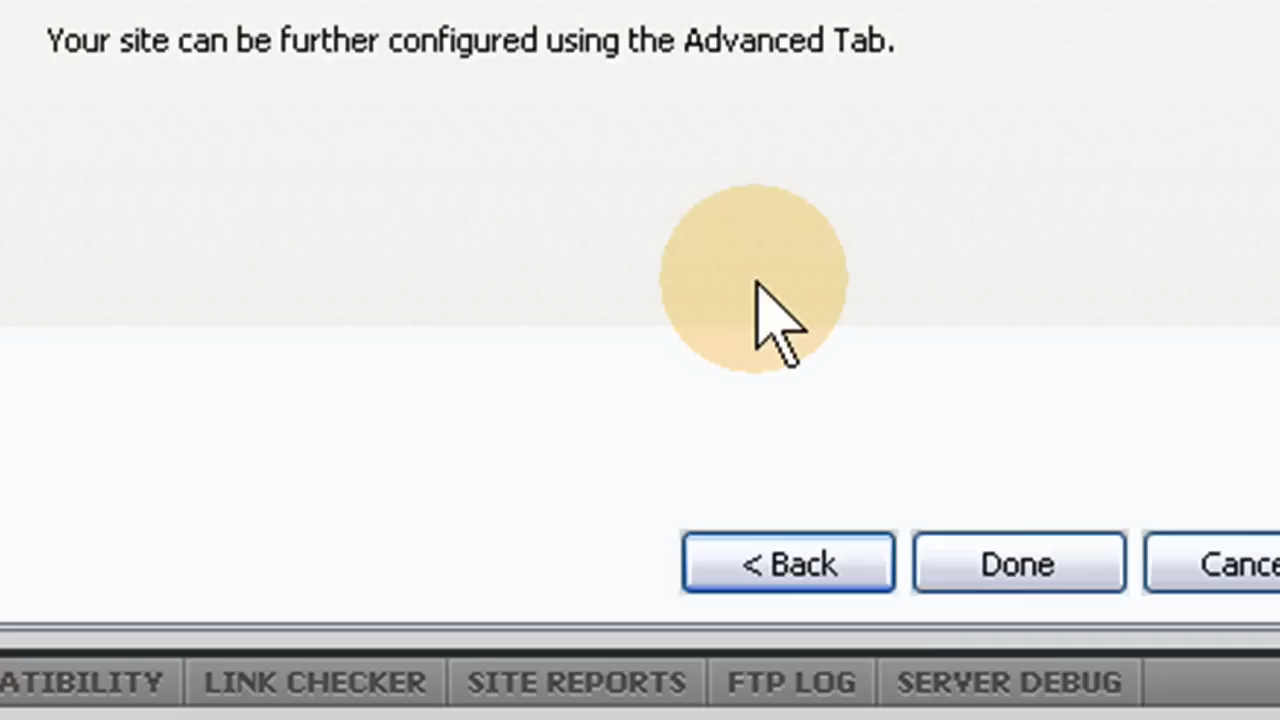 Your site can be further configured using the Advanced Tab.
< Back Done Cance
ATIBILITY LINK CHECKER SITE REPORTS FTP LOG SERVER DEBUG